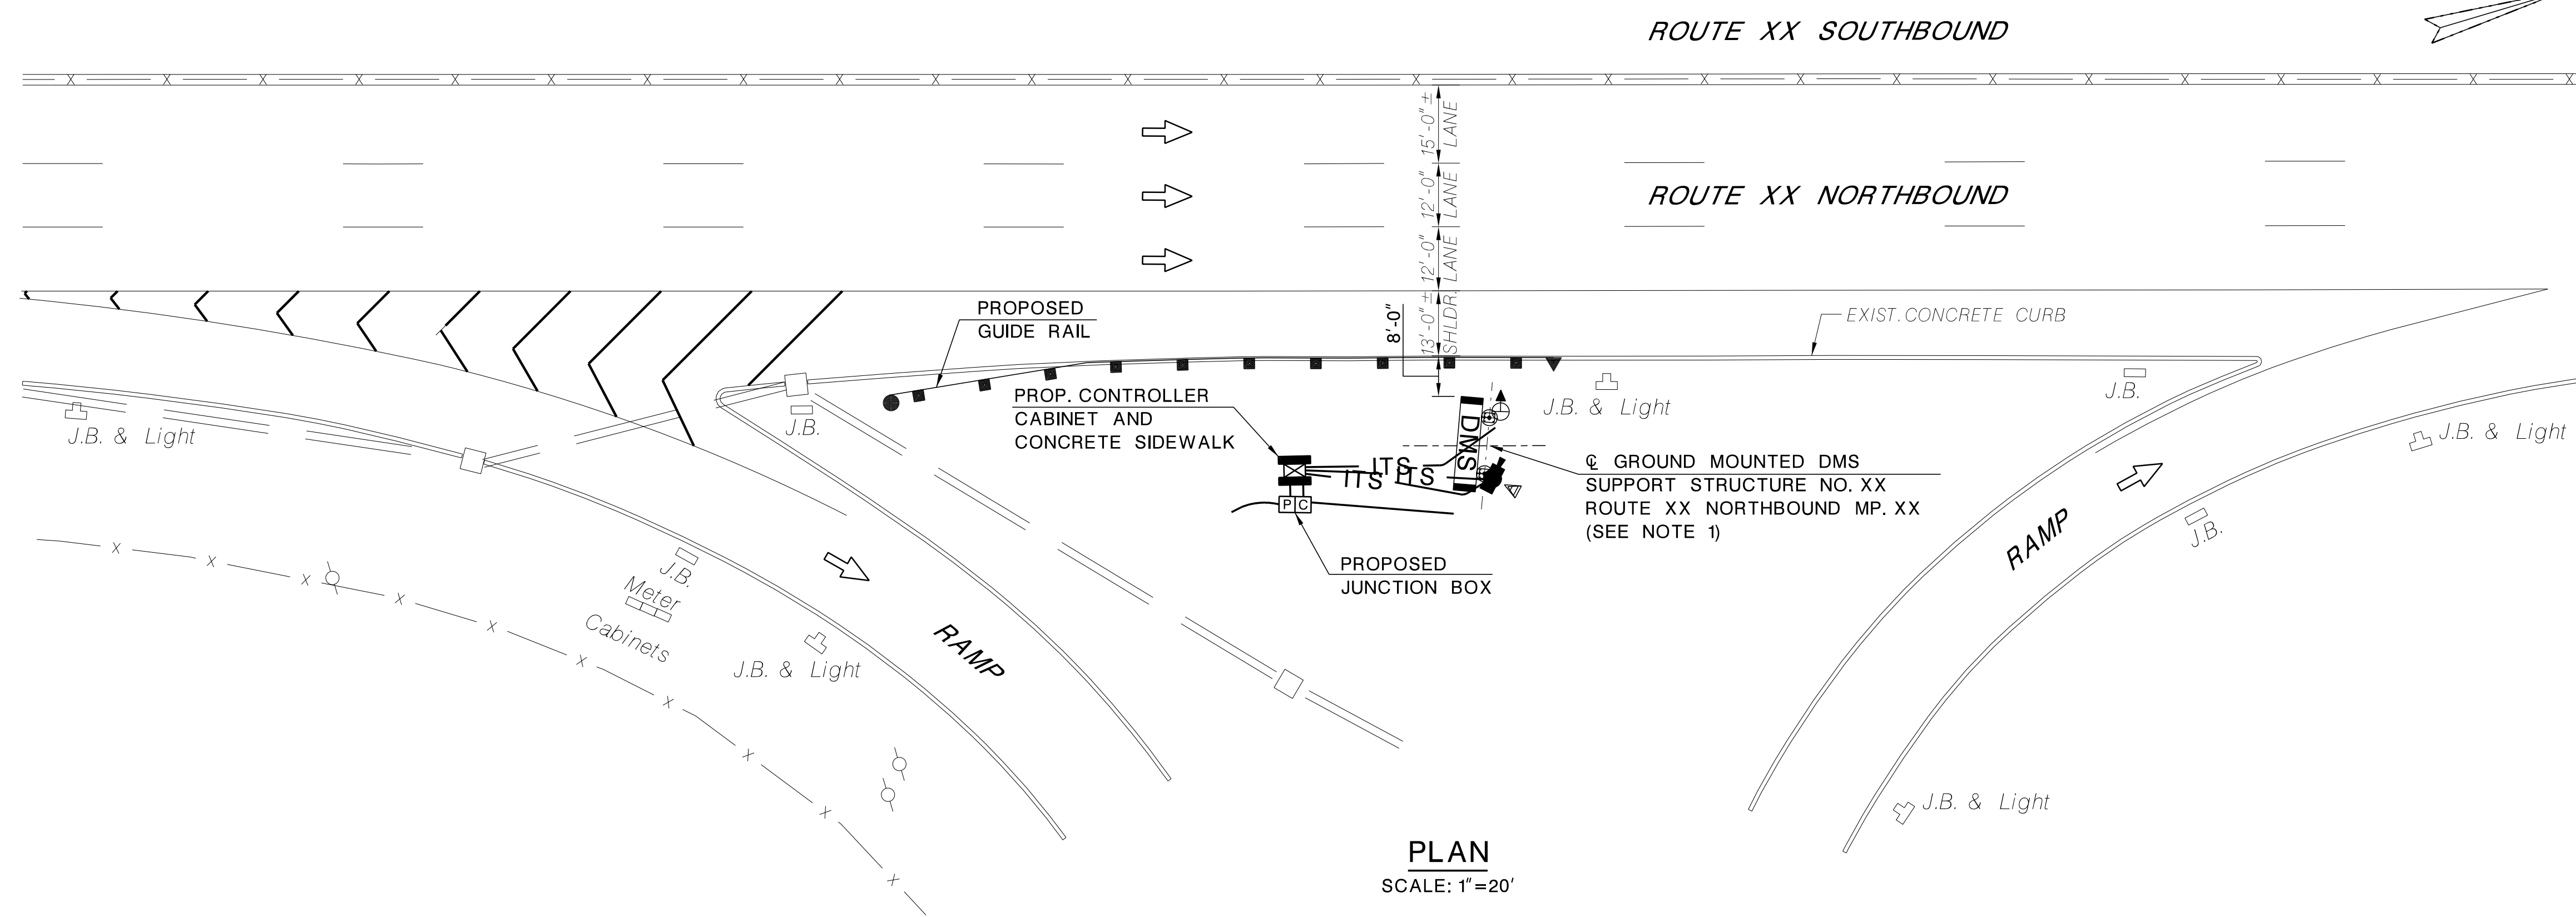 ROUTE XX SOUTHBOUND
15'-0" ±
LANE
12'-0"
LANE
ROUTE XX NORTHBOUND
12'-0"
LANE
13'-0" ±
SHLDR.
8'-0"
PROPOSED
GUIDE RAIL
EXIST. CONCRETE CURB
PROP. CONTROLLER
CABINET AND
CONCRETE SIDEWALK
J.B. & Light
J.B.
J.B. & Light
J.B.
J.B. & Light
DMS
ITS
ITS
ITS
P C
℄ GROUND MOUNTED DMS
SUPPORT STRUCTURE NO. XX
ROUTE XX NORTHBOUND MP. XX
(SEE NOTE 1)
PROPOSED
JUNCTION BOX
RAMP
J.B.
J.B.
Meter
Cabinets
J.B. & Light
RAMP
J.B. & Light
PLAN
SCALE: 1"=20'